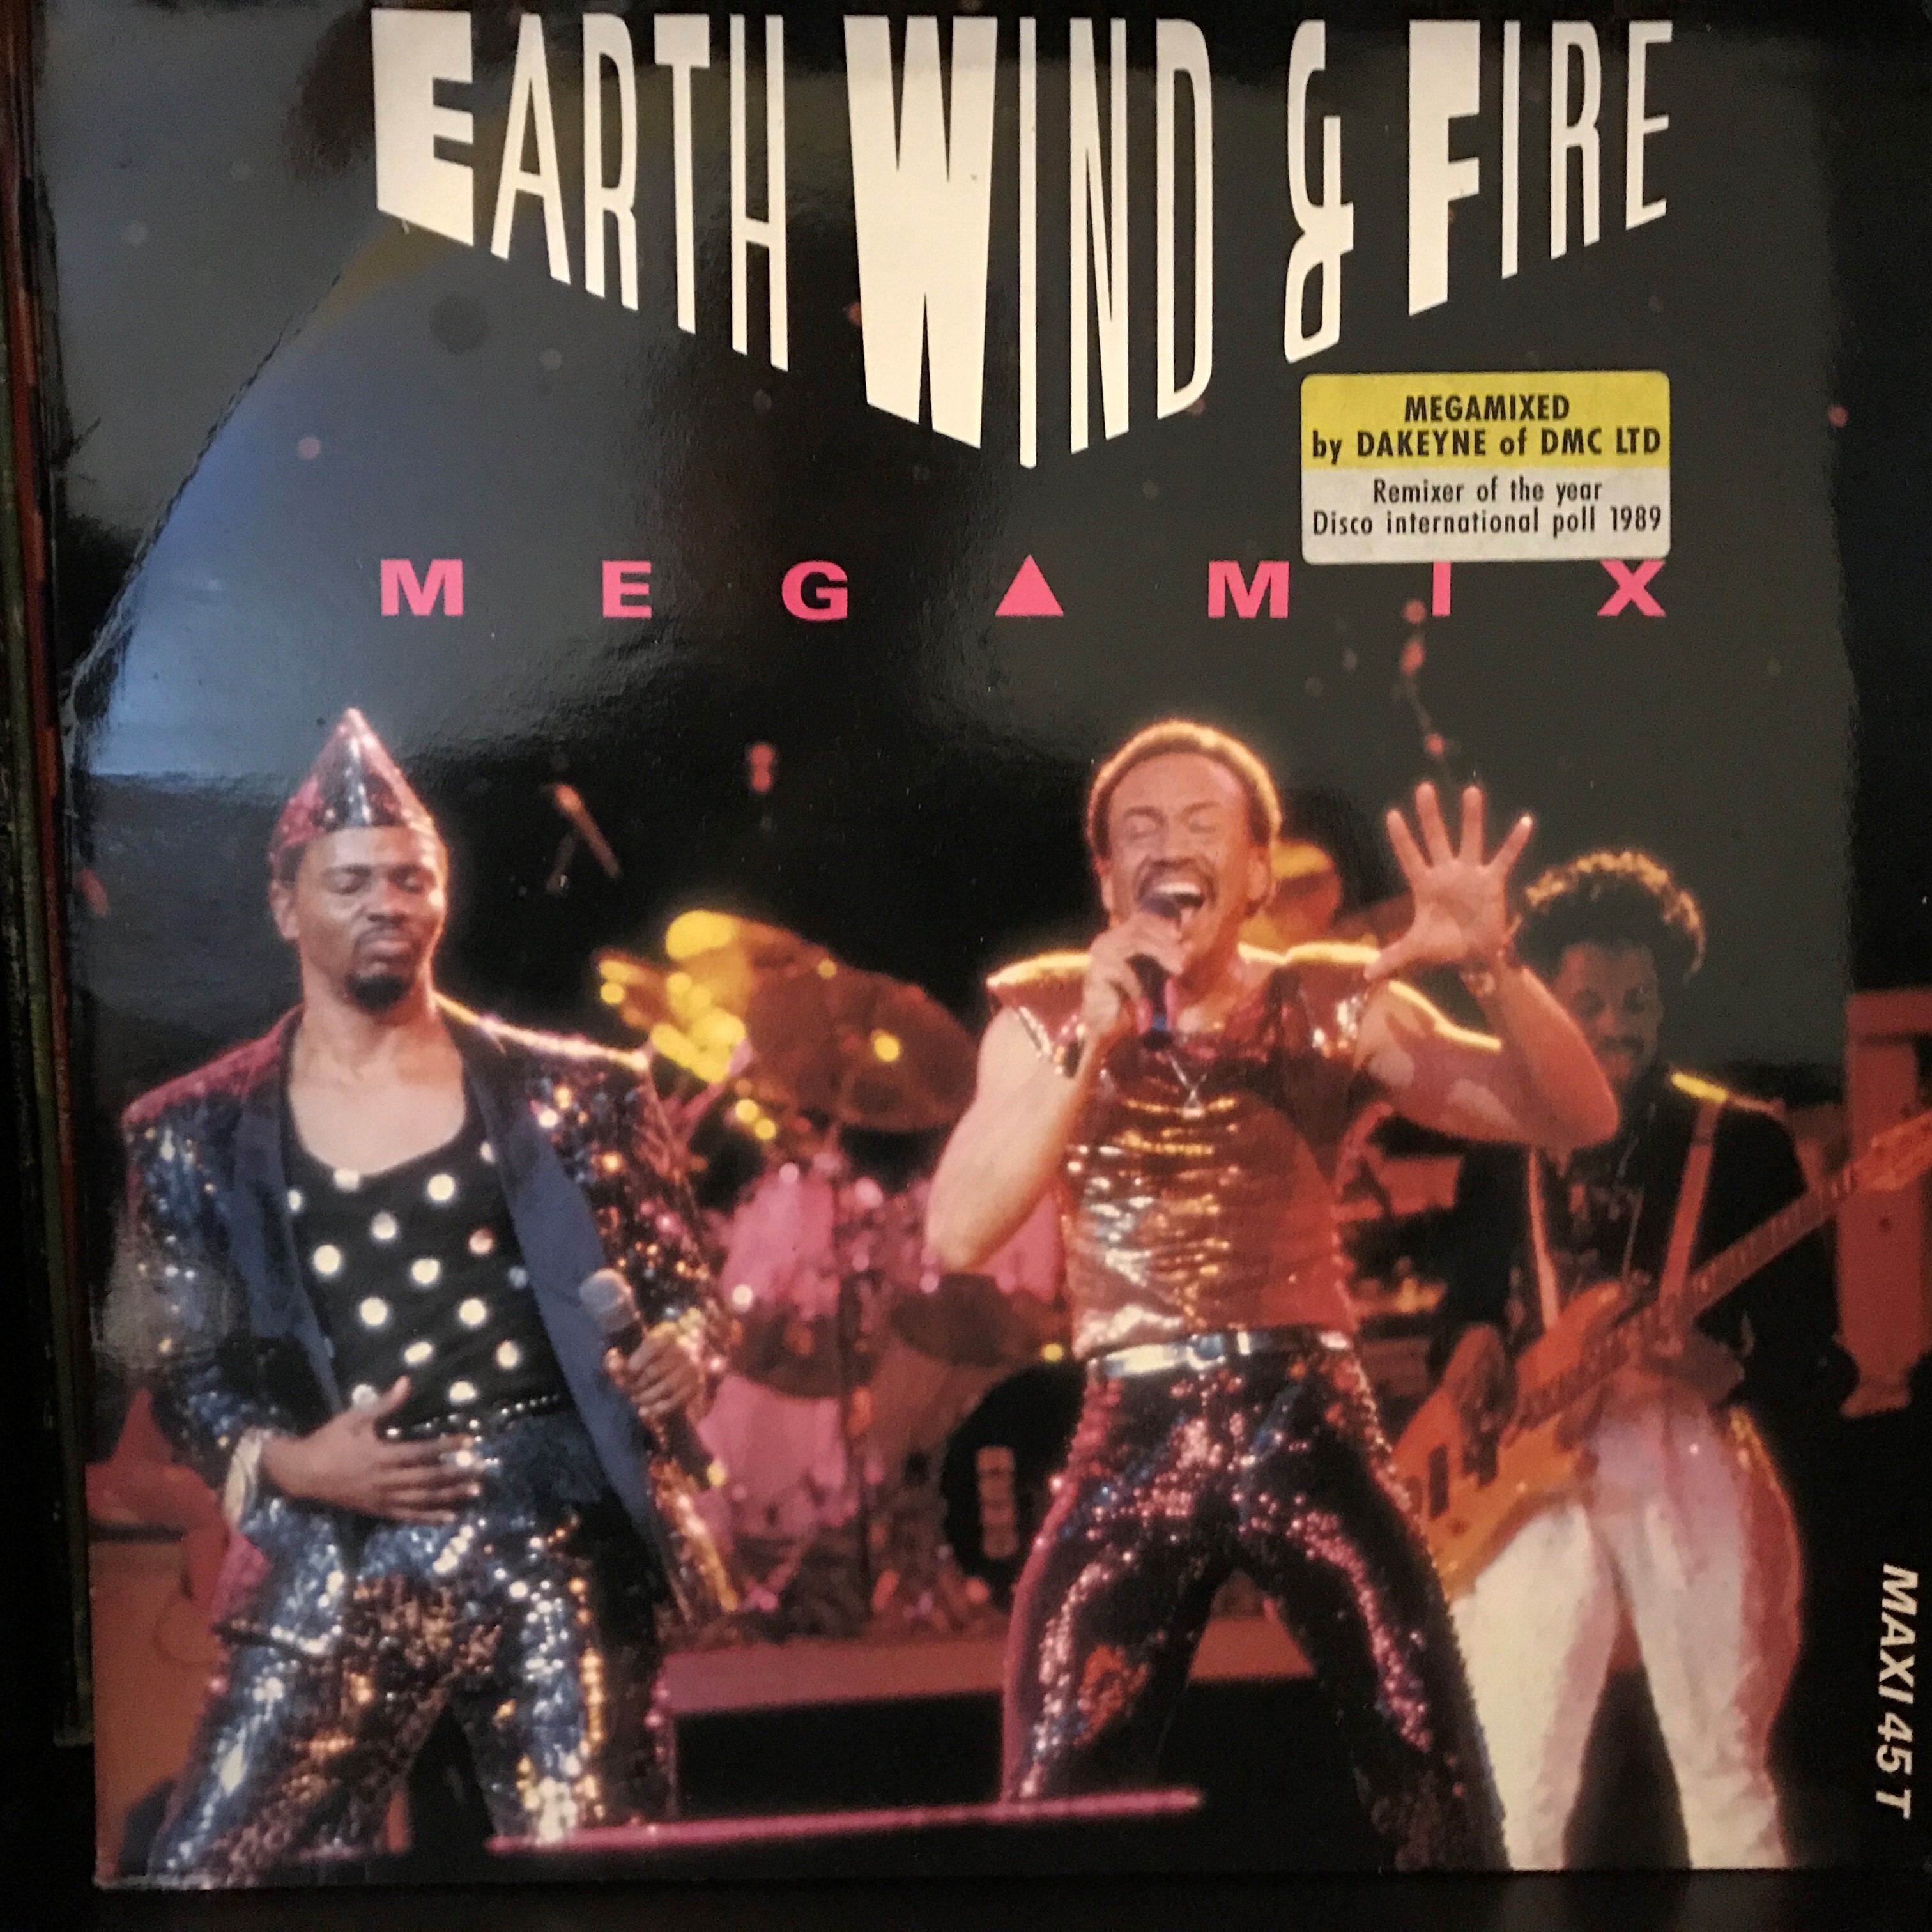 EARTH WIND & FIRE
MEGAMIXED
by DAKEYNE of DMC LTD
Remixer of the year
Disco international poll 1989
MEGAMIX
MAXI 45 T